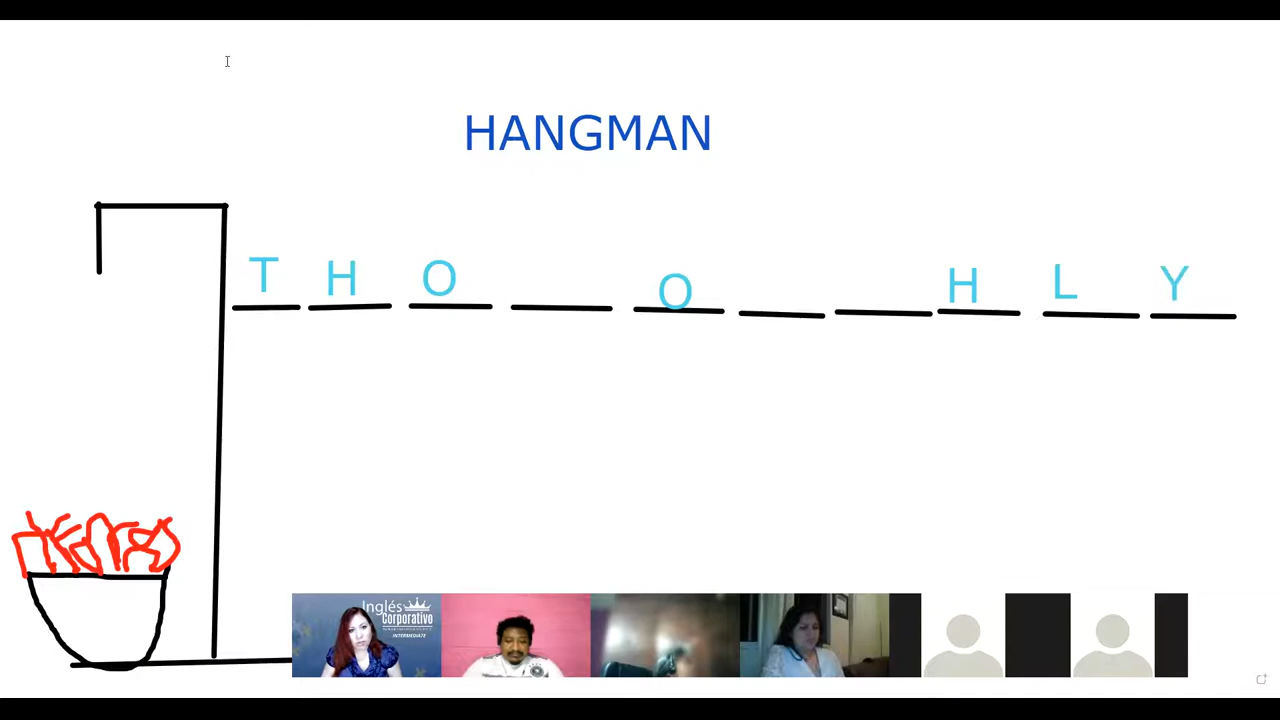 HANGMAN
T H O _ O _ _ H L Y
Inglés
Corporativo
INTERMEDIATE